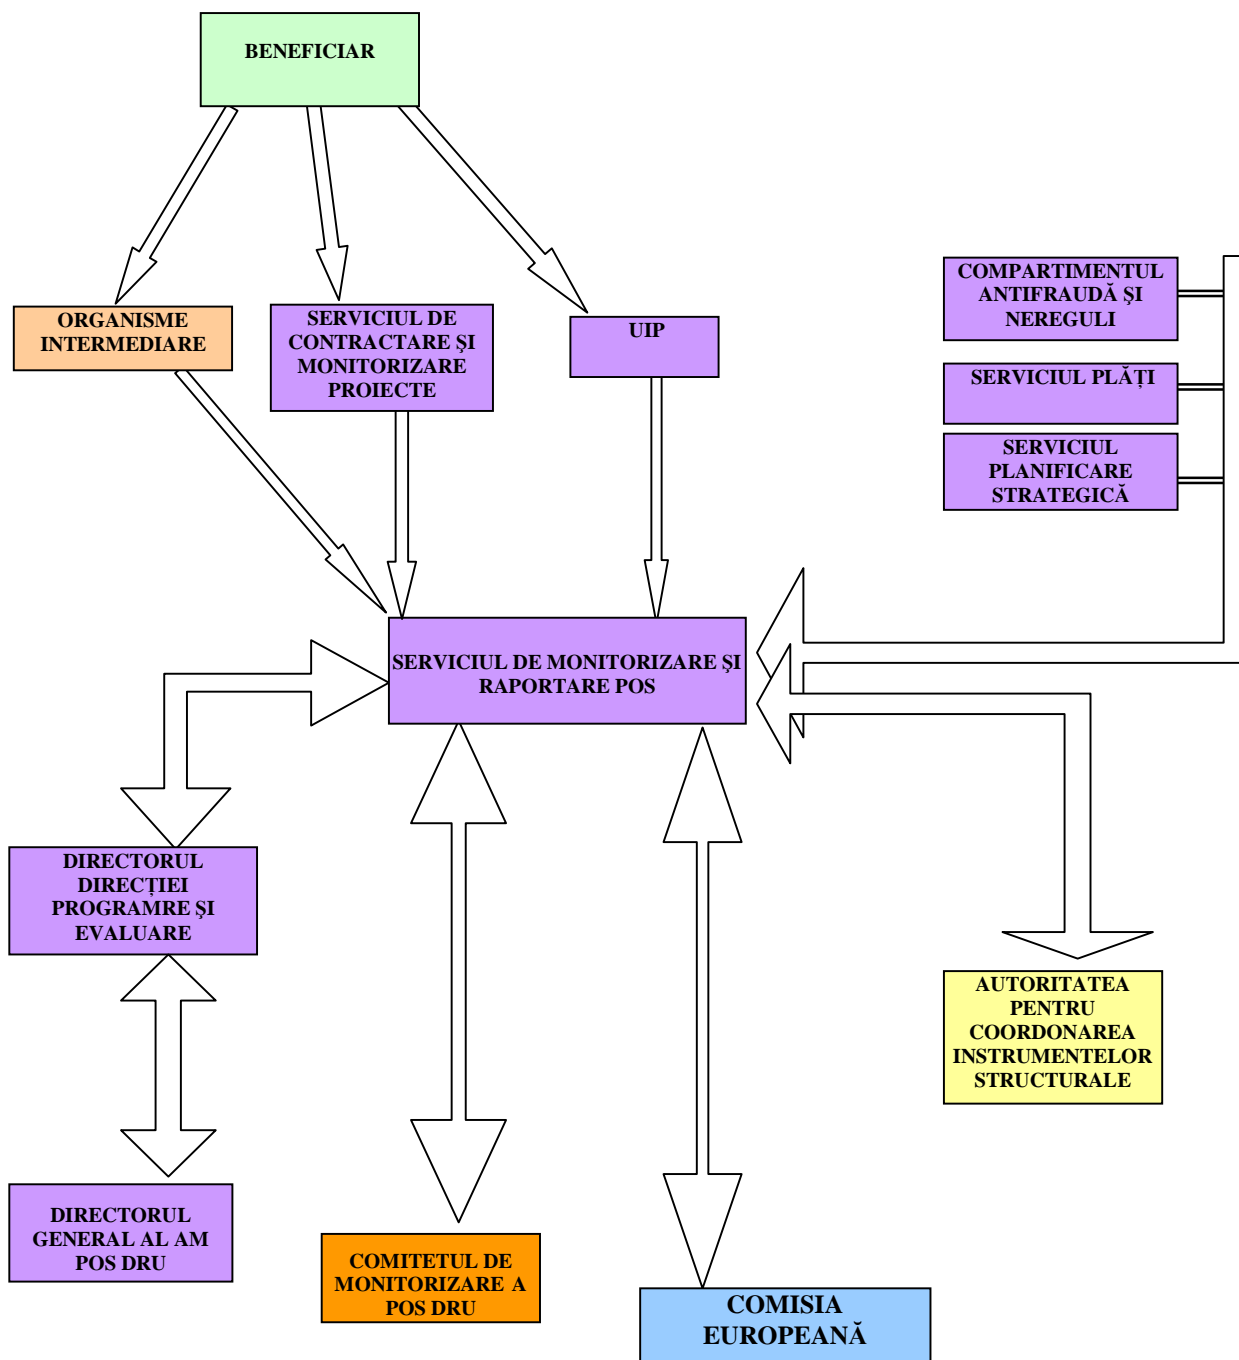 BENEFICIAR
ORGANISME
INTERMEDIARE
SERVICIUL DE
CONTRACTARE ŞI
MONITORIZARE
PROIECTE
UIP
COMPARTIMENTUL
ANTIFRAUDĂ ŞI
NEREGULI
SERVICIUL PLĂŢI
SERVICIUL
PLANIFICARE
STRATEGICĂ
SERVICIUL DE MONITORIZARE ŞI
RAPORTARE POS
DIRECTORUL
DIRECŢIEI
PROGRAMRE ŞI
EVALUARE
AUTORITATEA
PENTRU
COORDONAREA
INSTRUMENTELOR
STRUCTURALE
DIRECTORUL
GENERAL AL AM
POS DRU
COMITETUL DE
MONITORIZARE A
POS DRU
COMISIA
EUROPEANĂ